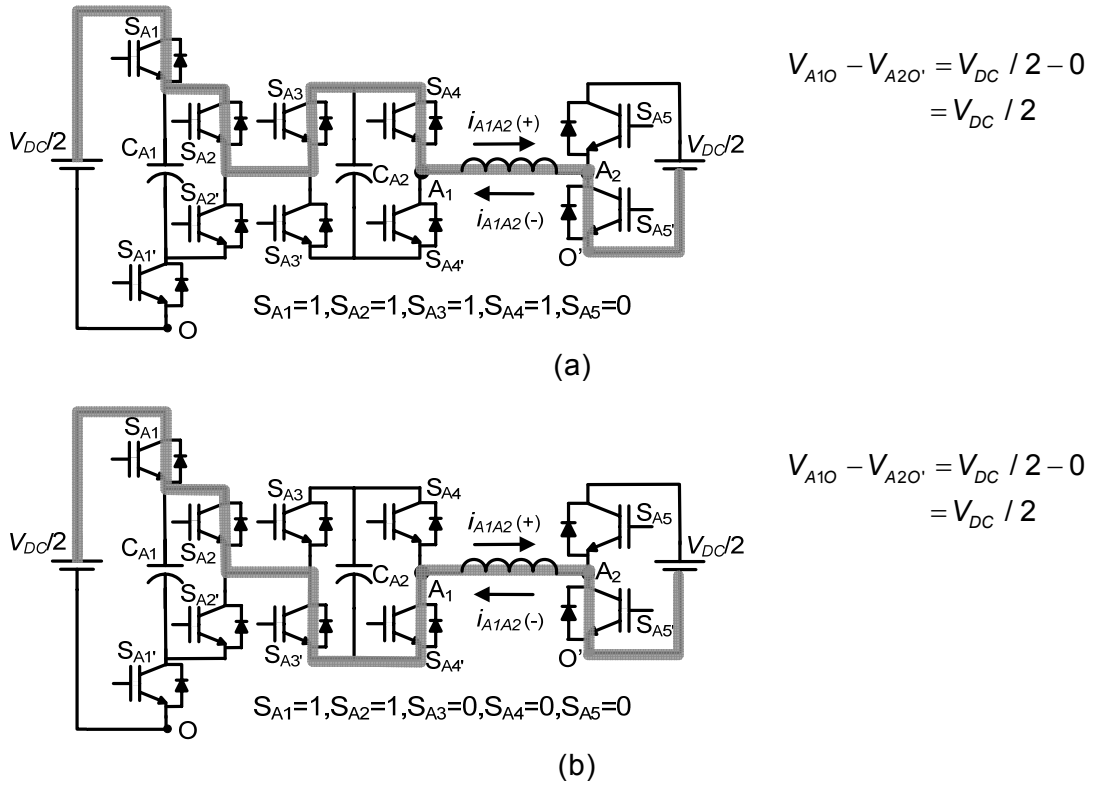 S_A1
S_A3
S_A4
i_A1A2 (+)
S_A5
V_DC/2
C_A1
S_A2
C_A2
A_1
A_2
V_DC/2
S_A2'
i_A1A2 (-)
S_A5'
S_A1'
S_A3'
S_A4'
O'
O
S_A1=1,S_A2=1,S_A3=1,S_A4=1,S_A5=0
V_A1O − V_A2O' = V_DC / 2 − 0
= V_DC / 2
(a)
S_A1
S_A3
S_A4
i_A1A2 (+)
S_A5
V_DC/2
C_A1
S_A2
C_A2
A_1
A_2
V_DC/2
S_A2'
i_A1A2 (-)
S_A5'
S_A1'
S_A3'
S_A4'
O'
O
S_A1=1,S_A2=1,S_A3=0,S_A4=0,S_A5=0
V_A1O − V_A2O' = V_DC / 2 − 0
= V_DC / 2
(b)